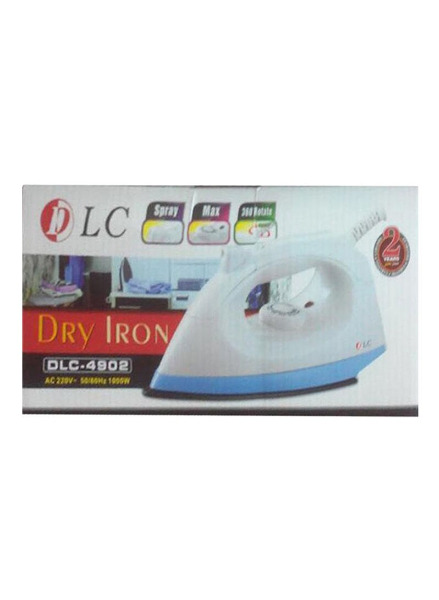 DLC
Spray
Max
360 Rotate
2
YEARS
DRY IRON
DLC
DLC-4902
AC 220V~ 50/60Hz 1000W